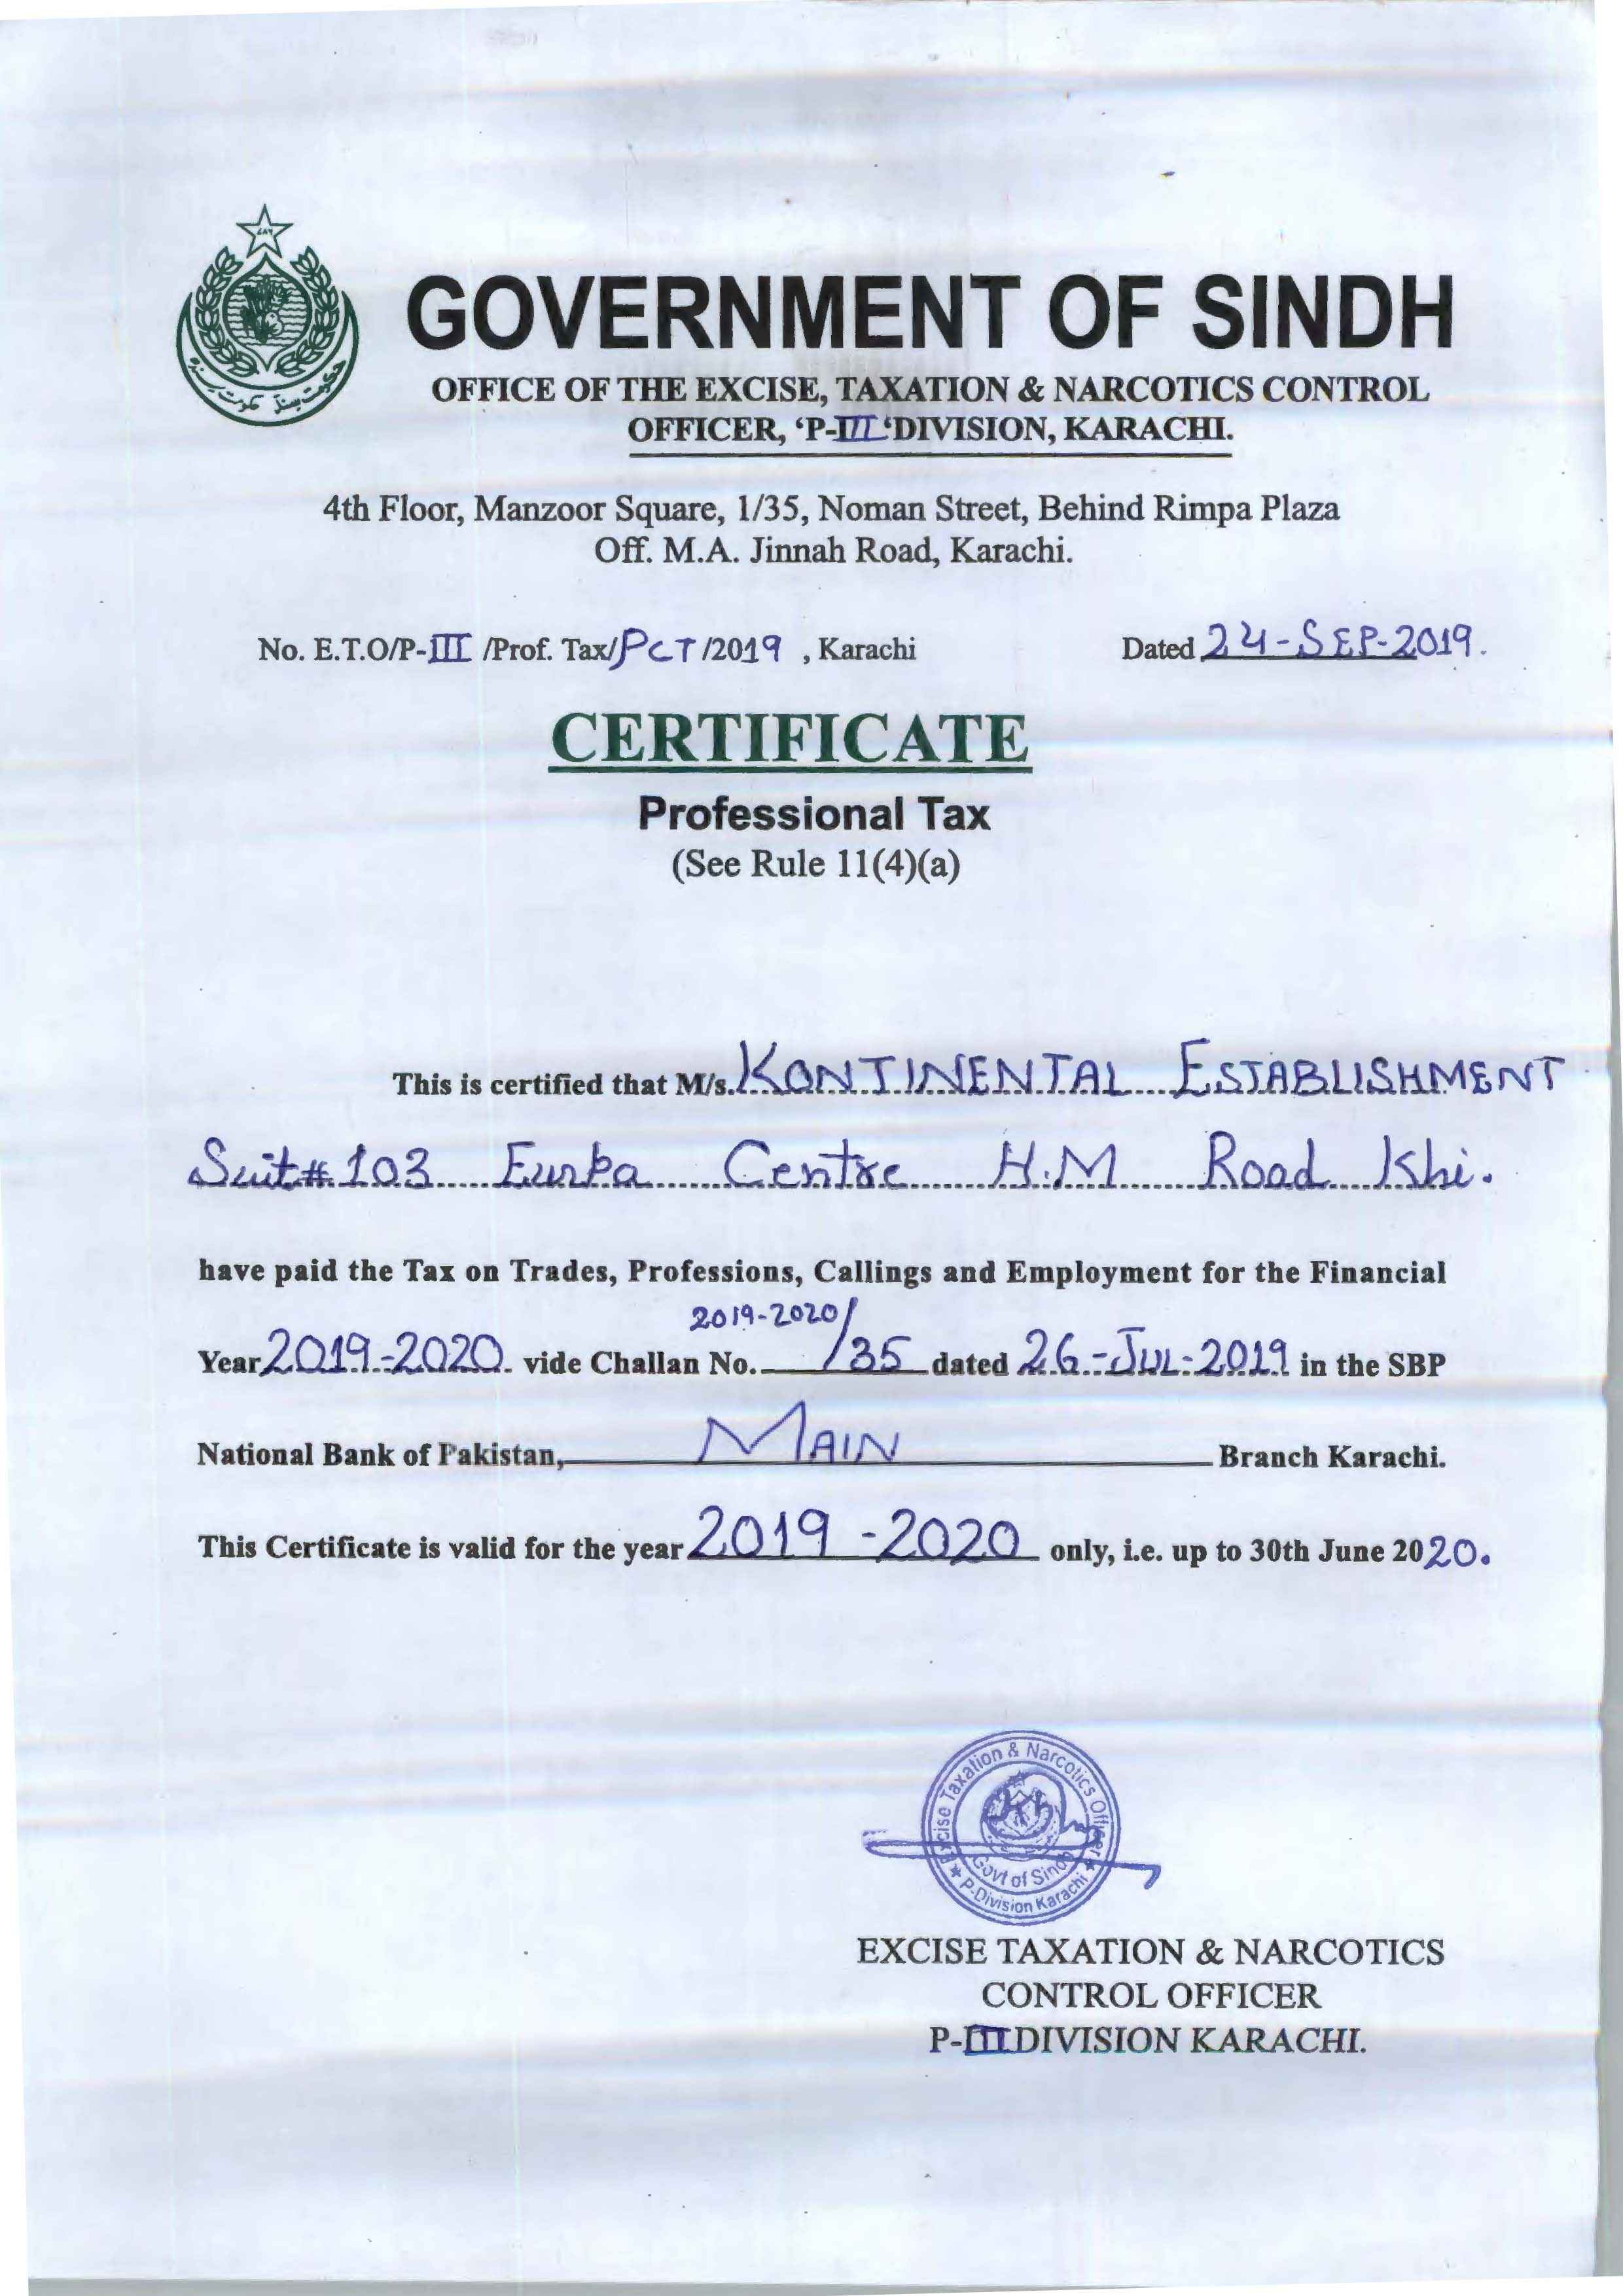 ٧٨٦
حکومت سندھ
GOVERNMENT OF SINDH
OFFICE OF THE EXCISE, TAXATION & NARCOTICS CONTROL
OFFICER, ‘P-III‘DIVISION, KARACHI.
4th Floor, Manzoor Square, 1/35, Noman Street, Behind Rimpa Plaza
Off. M.A. Jinnah Road, Karachi.
No. E.T.O/P-III /Prof. Tax/PCT/2019 , Karachi Dated 24-SEP-2019.
CERTIFICATE
Professional Tax
(See Rule 11(4)(a)
This is certified that M/s. KONTINENTAL ESTABLISHMENT
Suit# 103 Eurka Centre H.M Road Khi.
have paid the Tax on Trades, Professions, Callings and Employment for the Financial
Year 2019-2020 vide Challan No. 2019-2020/35 dated 26-JUL-2019 in the SBP
National Bank of Pakistan, MAIN Branch Karachi.
This Certificate is valid for the year 2019-2020 only, i.e. up to 30th June 2020.
Excise Taxation & Narcotics Officer
Govt of Sindh
P-Division Karachi
EXCISE TAXATION & NARCOTICS
CONTROL OFFICER
P-III DIVISION KARACHI.